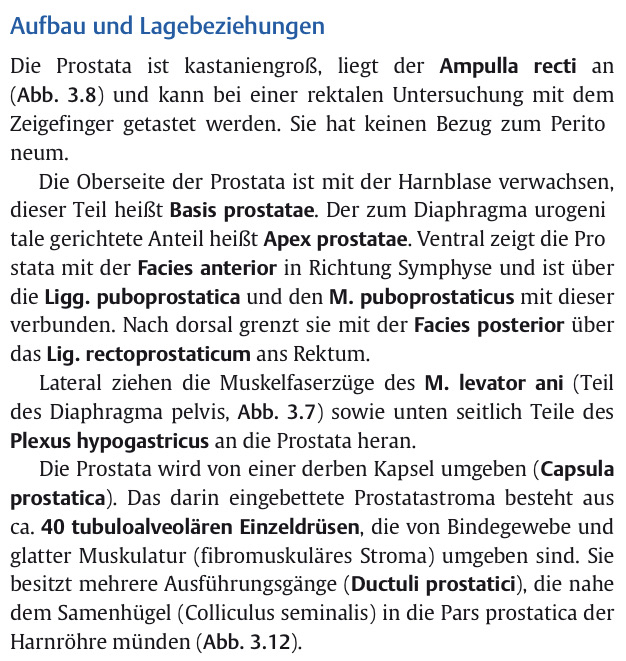 Aufbau und Lagebeziehungen
Die Prostata ist kastaniengroß, liegt der Ampulla recti an
(Abb. 3.8) und kann bei einer rektalen Untersuchung mit dem
Zeigefinger getastet werden. Sie hat keinen Bezug zum Perito
neum.
Die Oberseite der Prostata ist mit der Harnblase verwachsen,
dieser Teil heißt Basis prostatae. Der zum Diaphragma urogeni
tale gerichtete Anteil heißt Apex prostatae. Ventral zeigt die Pro
stata mit der Facies anterior in Richtung Symphyse und ist über
die Ligg. puboprostatica und den M. puboprostaticus mit dieser
verbunden. Nach dorsal grenzt sie mit der Facies posterior über
das Lig. rectoprostaticum ans Rektum.
Lateral ziehen die Muskelfaserzüge des M. levator ani (Teil
des Diaphragma pelvis, Abb. 3.7) sowie unten seitlich Teile des
Plexus hypogastricus an die Prostata heran.
Die Prostata wird von einer derben Kapsel umgeben (Capsula
prostatica). Das darin eingebettete Prostatastroma besteht aus
ca. 40 tubuloalveolären Einzeldrüsen, die von Bindegewebe und
glatter Muskulatur (fibromuskuläres Stroma) umgeben sind. Sie
besitzt mehrere Ausführungsgänge (Ductuli prostatici), die nahe
dem Samenhügel (Colliculus seminalis) in die Pars prostatica der
Harnröhre münden (Abb. 3.12).